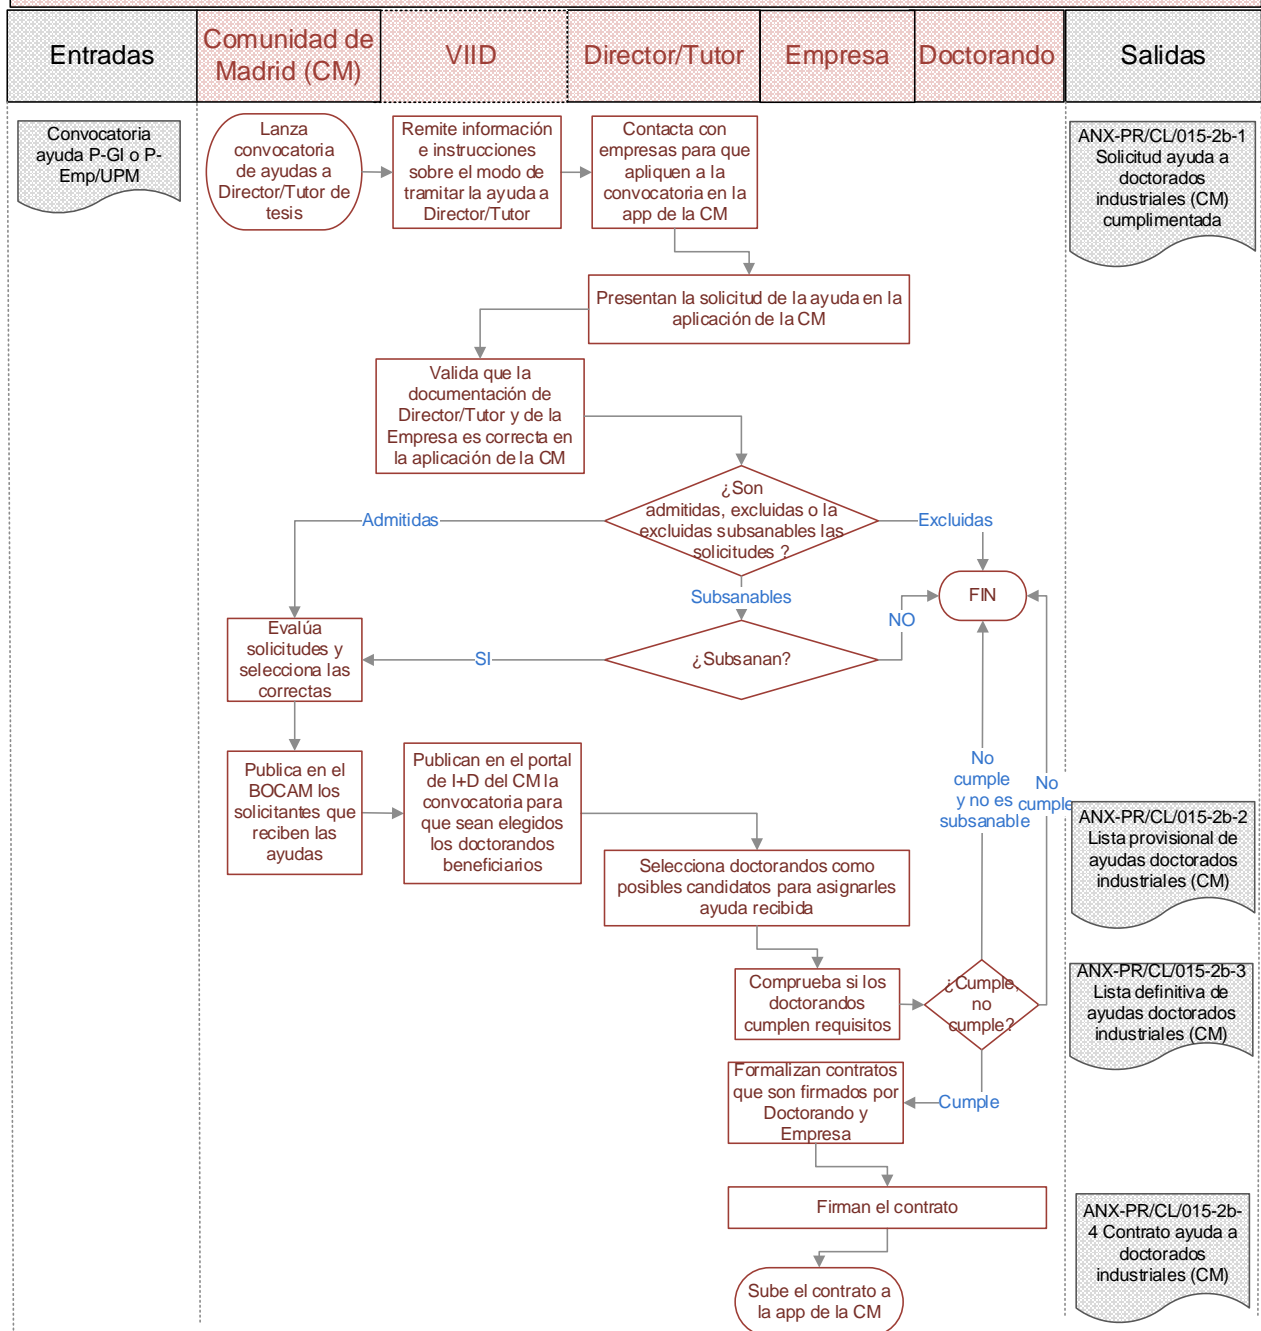 Entradas
Comunidad de
Madrid (CM)
VIID
Director/Tutor
Empresa
Doctorando
Salidas
Convocatoria
ayuda P-GI o P-
Emp/UPM
Lanza
convocatoria
de ayudas a
Director/Tutor de
tesis
Remite información
e instrucciones
sobre el modo de
tramitar la ayuda a
Director/Tutor
Contacta con
empresas para que
apliquen a la
convocatoria en la
app de la CM
ANX-PR/CL/015-2b-1
Solicitud ayuda a
doctorados
industriales (CM)
cumplimentada
Presentan la solicitud de la ayuda en la
aplicación de la CM
Valida que la
documentación de
Director/Tutor y de la
Empresa es correcta en
la aplicación de la CM
¿Son
admitidas, excluidas o la
excluidas subsanables las
solicitudes ?
Admitidas
Excluidas
Subsanables
FIN
NO
Evalúa
solicitudes y
selecciona las
correctas
SI
¿Subsanan?
Publica en el
BOCAM los
solicitantes que
reciben las
ayudas
Publican en el portal
de I+D del CM la
convocatoria para
que sean elegidos
los doctorandos
beneficiarios
No
cumple
y no es
subsanable
No
cumple
ANX-PR/CL/015-2b-2
Lista provisional de
ayudas doctorados
industriales (CM)
Selecciona doctorandos como
posibles candidatos para asignarles
ayuda recibida
Comprueba si los
doctorandos
cumplen requisitos
¿Cumple,
no
cumple?
ANX-PR/CL/015-2b-3
Lista definitiva de
ayudas doctorados
industriales (CM)
Formalizan contratos
que son firmados por
Doctorando y
Empresa
Cumple
Firman el contrato
ANX-PR/CL/015-2b-
4 Contrato ayuda a
doctorados
industriales (CM)
Sube el contrato a
la app de la CM